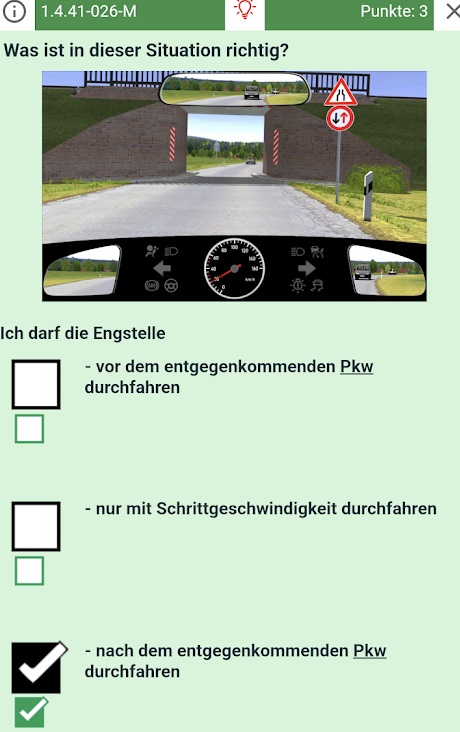 1.4.41-026-M Punkte: 3
Was ist in dieser Situation richtig?
Ich darf die Engstelle
- vor dem entgegenkommenden Pkw
durchfahren
- nur mit Schrittgeschwindigkeit durchfahren
- nach dem entgegenkommenden Pkw
durchfahren